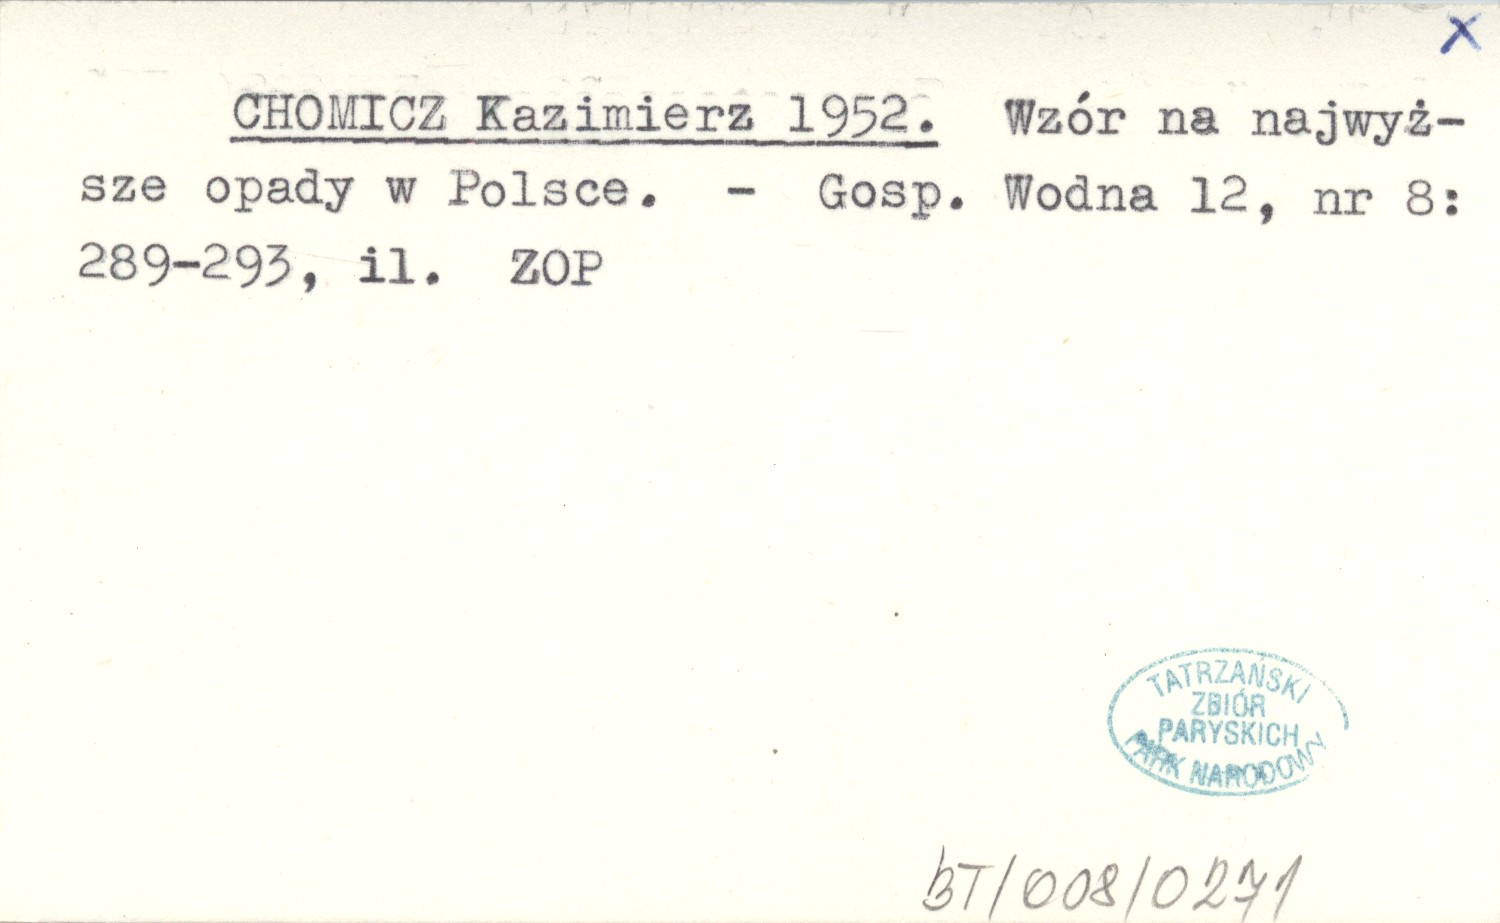 X
CHOMICZ Kazimierz 1952. Wzór na najwyż-
sze opady w Polsce. - Gosp. Wodna 12, nr 8:
289-293, il. ZOP
TATRZAŃSKI
ZBIÓR
PARYSKICH
PARK NARODOWY
BT/008/0271